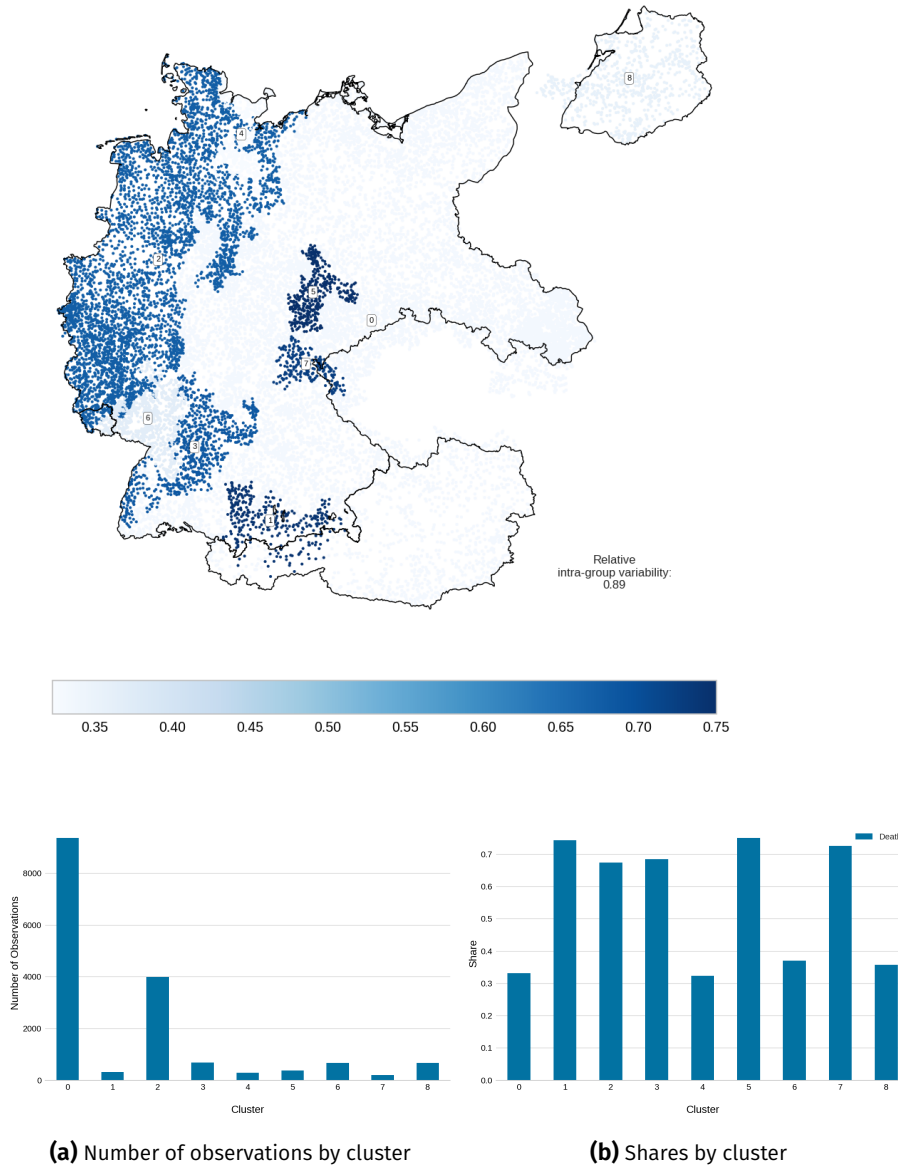 8
4
2
5
0
7
6
3
1
Relative
intra-group variability:
0.89
0.35 0.40 0.45 0.50 0.55 0.60 0.65 0.70 0.75
Number of Observations
8000
6000
4000
2000
0
0 1 2 3 4 5 6 7 8
Cluster
Share
Deat
0.7
0.6
0.5
0.4
0.3
0.2
0.1
0.0
0 1 2 3 4 5 6 7 8
Cluster
(a) Number of observations by cluster
(b) Shares by cluster